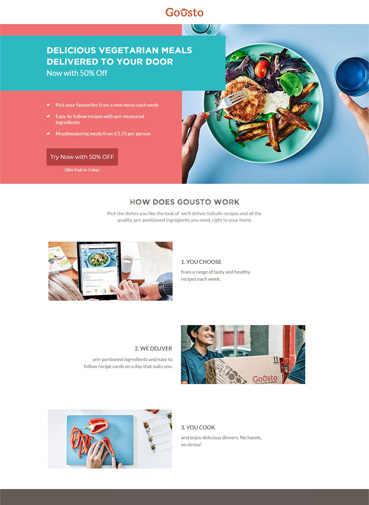 Gousto
DELICIOUS VEGETARIAN MEALS
DELIVERED TO YOUR DOOR
Now with 50% Off
Pick your favourites from a new menu each week
Easy-to-follow recipes with pre-measured
ingredients
Mouthwatering meals from £3.75 per person
Try Now with 50% OFF
Offer Ends in 3 days
HOW DOES GOUSTO WORK
Pick the dishes you like the look of we'll deliver failsafe recipes and all the
quality, pre-portioned ingredients you need, right to your home
1. YOU CHOOSE
from a range of tasty and healthy
recipes each week.
2. WE DELIVER
pre-portioned ingredients and easy to
follow recipe cards on a day that suits you.
Gousto
3. YOU COOK
and enjoy delicious dinners. No hassle,
no stress!